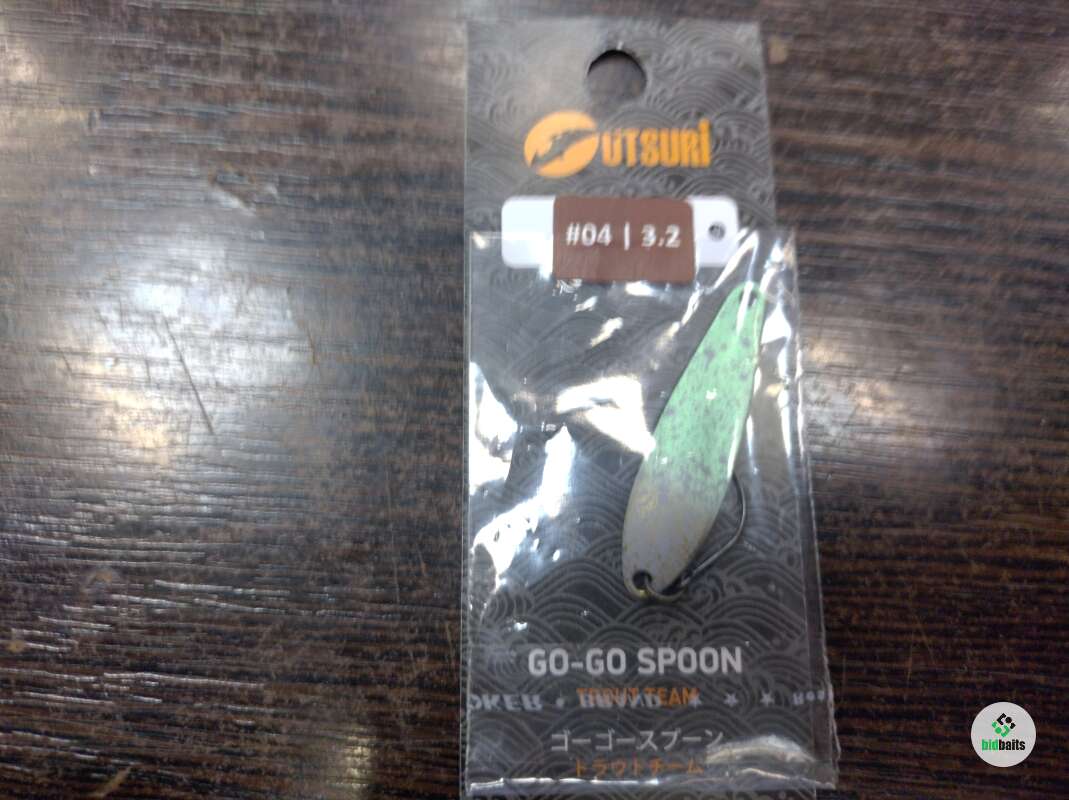 UTSURi
#04 | 3.2
GO-GO SPOON
TROUT TEAM
ゴーゴースプーン
トラウトチーム
bidbaits